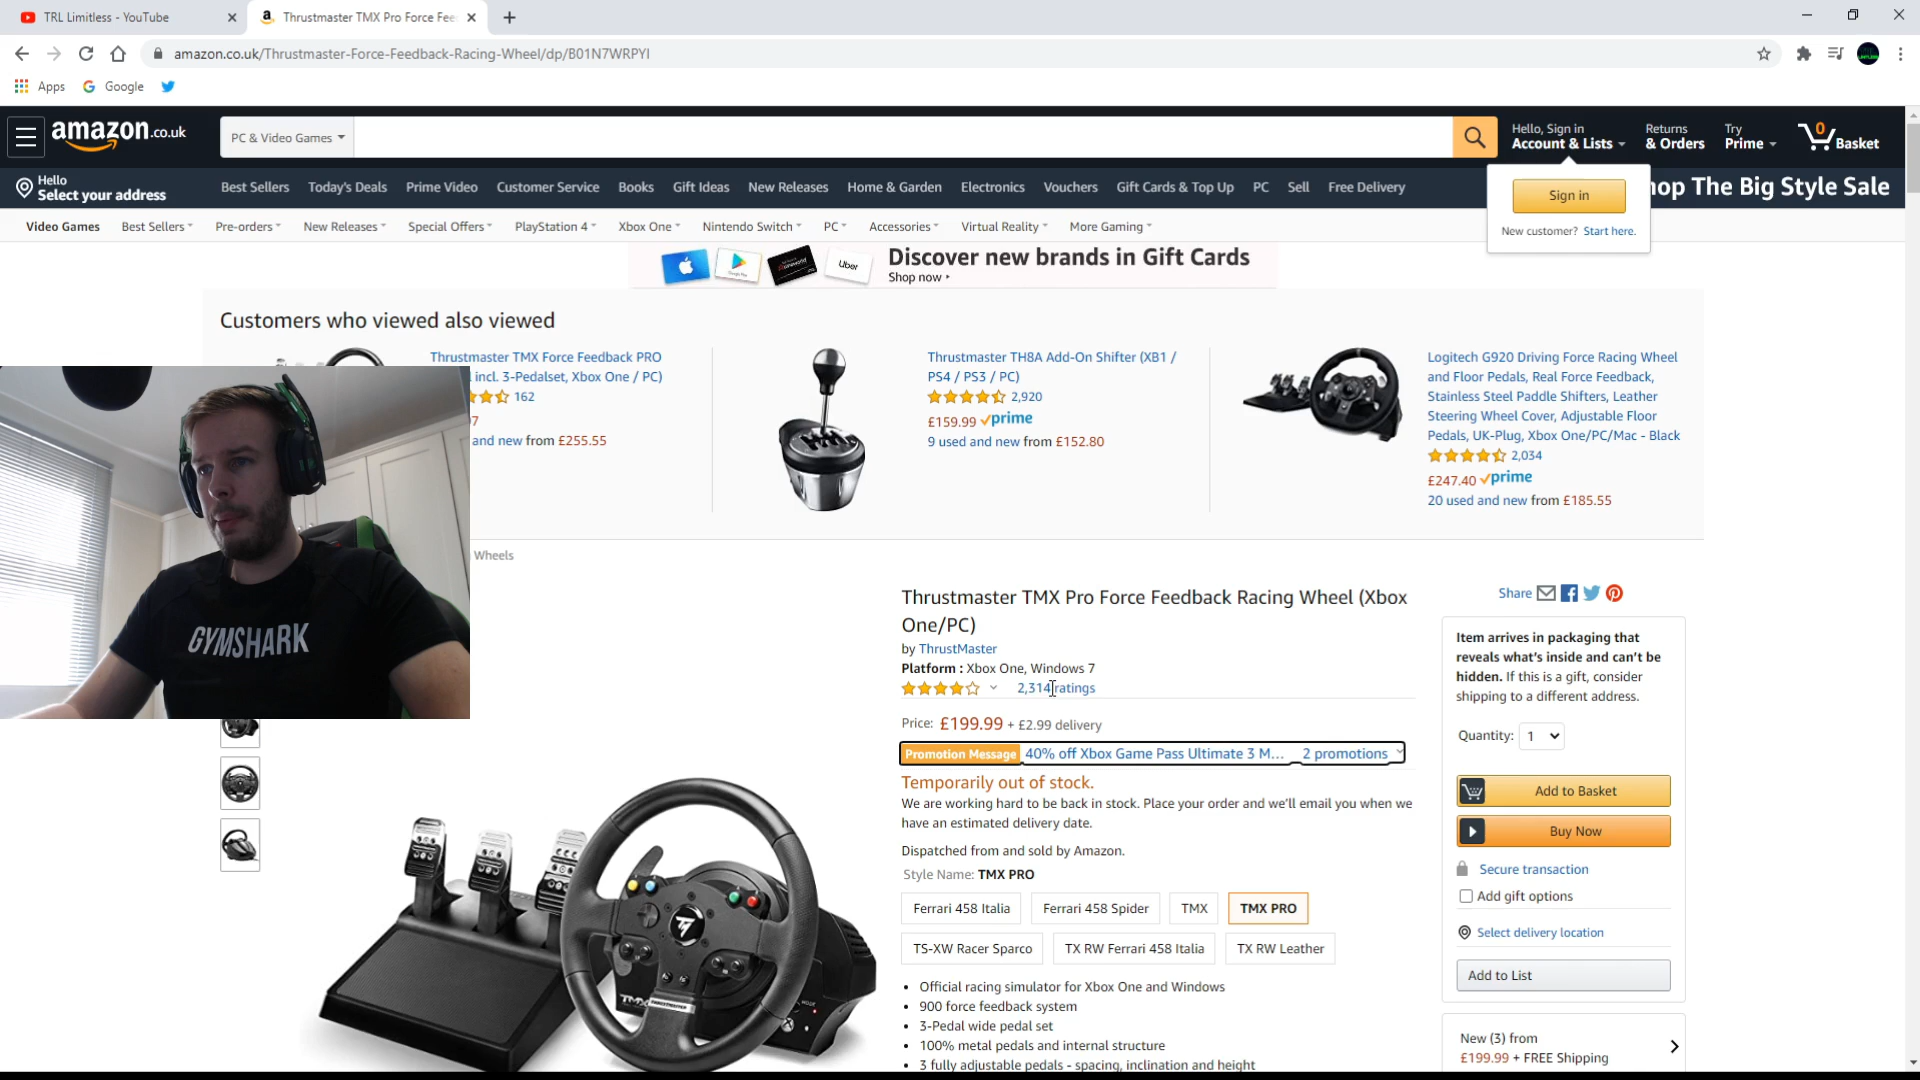 TRL Limitless - YouTube
Thrustmaster TMX Pro Force Fee
amazon.co.uk/Thrustmaster-Force-Feedback-Racing-Wheel/dp/B01N7WRPYI
Apps Google
amazon.co.uk
PC & Video Games
Hello, Sign in
Account & Lists
Returns
& Orders
Try
Prime
0
Basket
Hello
Select your address
Best Sellers Today's Deals Prime Video Customer Service Books Gift Ideas New Releases Home & Garden Electronics Vouchers Gift Cards & Top Up PC Sell Free Delivery
hop The Big Style Sale
Sign in
New customer? Start here.
Video Games Best Sellers Pre-orders New Releases Special Offers PlayStation 4 Xbox One Nintendo Switch PC Accessories Virtual Reality More Gaming
Uber
Discover new brands in Gift Cards
Shop now
Customers who viewed also viewed
Thrustmaster TMX Force Feedback PRO
incl. 3-Pedalset, Xbox One / PC)
162
7
and new from £255.55
Thrustmaster TH8A Add-On Shifter (XB1 /
PS4 / PS3 / PC)
2,920
£159.99 prime
9 used and new from £152.80
Logitech G920 Driving Force Racing Wheel
and Floor Pedals, Real Force Feedback,
Stainless Steel Paddle Shifters, Leather
Steering Wheel Cover, Adjustable Floor
Pedals, UK-Plug, Xbox One/PC/Mac - Black
2,034
£247.40 prime
20 used and new from £185.55
Wheels
GYMSHARK
Thrustmaster TMX Pro Force Feedback Racing Wheel (Xbox
One/PC)
by ThrustMaster
Platform : Xbox One, Windows 7
2,314 ratings
Price: £199.99 + £2.99 delivery
Promotion Message 40% off Xbox Game Pass Ultimate 3 M... 2 promotions
Temporarily out of stock.
We are working hard to be back in stock. Place your order and we'll email you when we
have an estimated delivery date.
Dispatched from and sold by Amazon.
Style Name: TMX PRO
Ferrari 458 Italia Ferrari 458 Spider TMX TMX PRO
TS-XW Racer Sparco TX RW Ferrari 458 Italia TX RW Leather
• Official racing simulator for Xbox One and Windows
• 900 force feedback system
• 3-Pedal wide pedal set
• 100% metal pedals and internal structure
• 3 fully adjustable pedals - spacing, inclination and height
Share
Item arrives in packaging that
reveals what's inside and can't be
hidden. If this is a gift, consider
shipping to a different address.
Quantity: 1
Add to Basket
Buy Now
Secure transaction
Add gift options
Select delivery location
Add to List
New (3) from
£199.99 + FREE Shipping